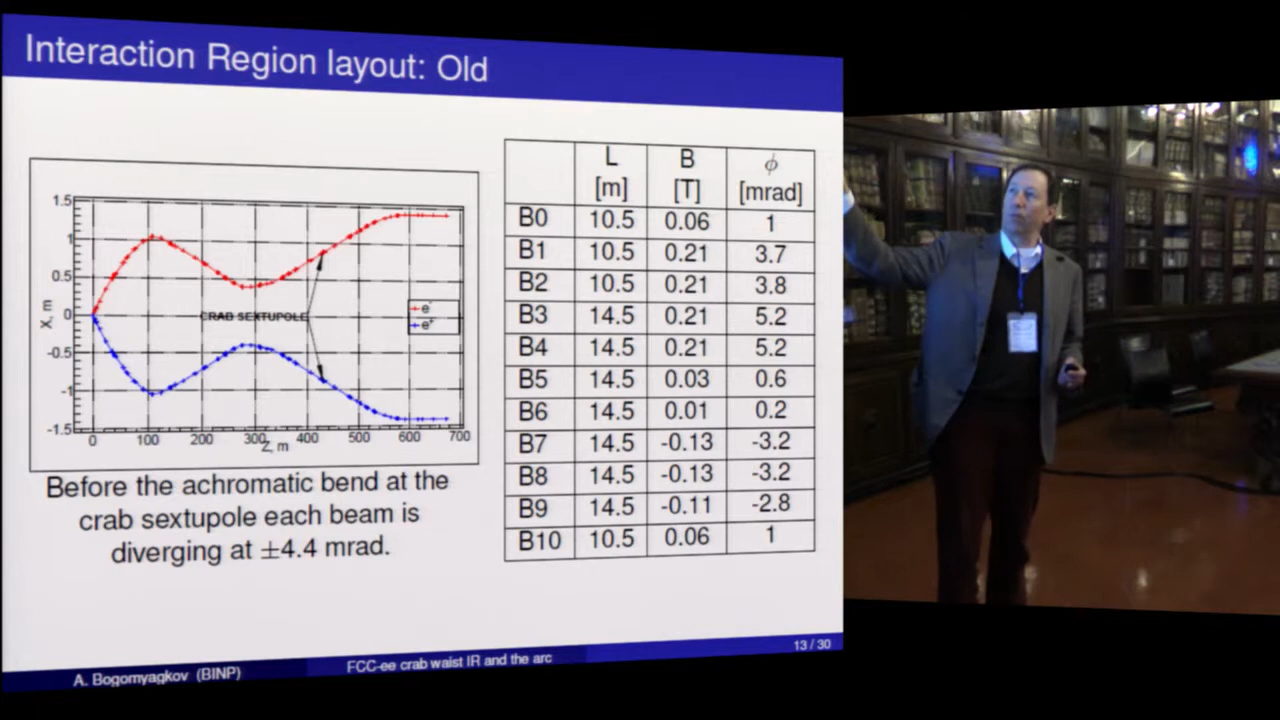 Interaction Region layout: Old
1.5
1
0.5
0
-0.5
-1
-1.5
X, m
0 100 200 300 400 500 600 700
Z, m
CRAB SEXTUPOLE
e-
e+
Before the achromatic bend at the
crab sextupole each beam is
diverging at ±4.4 mrad.
L B ϕ
[m] [T] [mrad]
B0 10.5 0.06 1
B1 10.5 0.21 3.7
B2 10.5 0.21 3.8
B3 14.5 0.21 5.2
B4 14.5 0.21 5.2
B5 14.5 0.03 0.6
B6 14.5 0.01 0.2
B7 14.5 -0.13 -3.2
B8 14.5 -0.13 -3.2
B9 14.5 -0.11 -2.8
B10 10.5 0.06 1
13 / 30
A. Bogomyagkov (BINP) FCC-ee crab waist IR and the arc